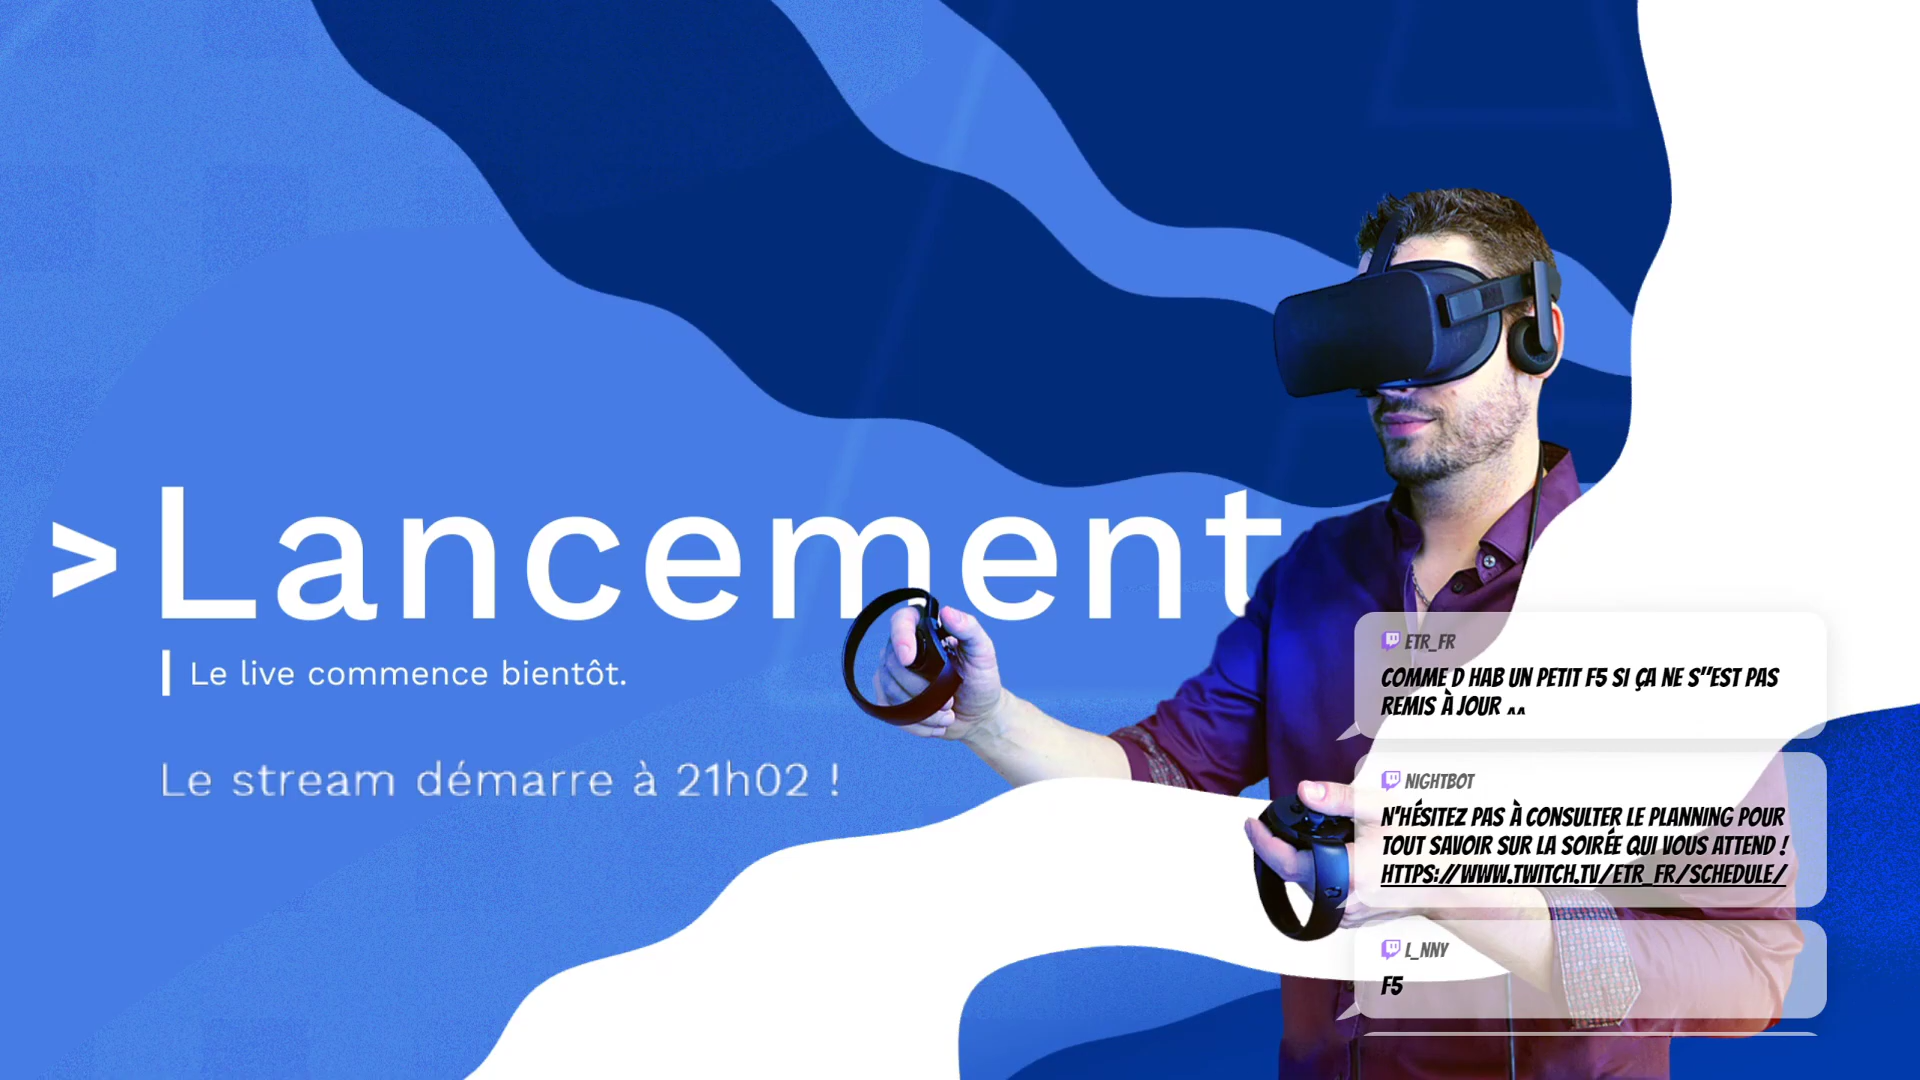 >Lancement
Le live commence bientôt.
Le stream démarre à 21h02 !
ETR_FR
COMME D HAB UN PETIT F5 SI ÇA NE S''EST PAS
REMIS À JOUR ^^
NIGHTBOT
N'HÉSITEZ PAS À CONSULTER LE PLANNING POUR
TOUT SAVOIR SUR LA SOIRÉE QUI VOUS ATTEND !
HTTPS://WWW.TWITCH.TV/ETR_FR/SCHEDULE/
L_NNY
F5